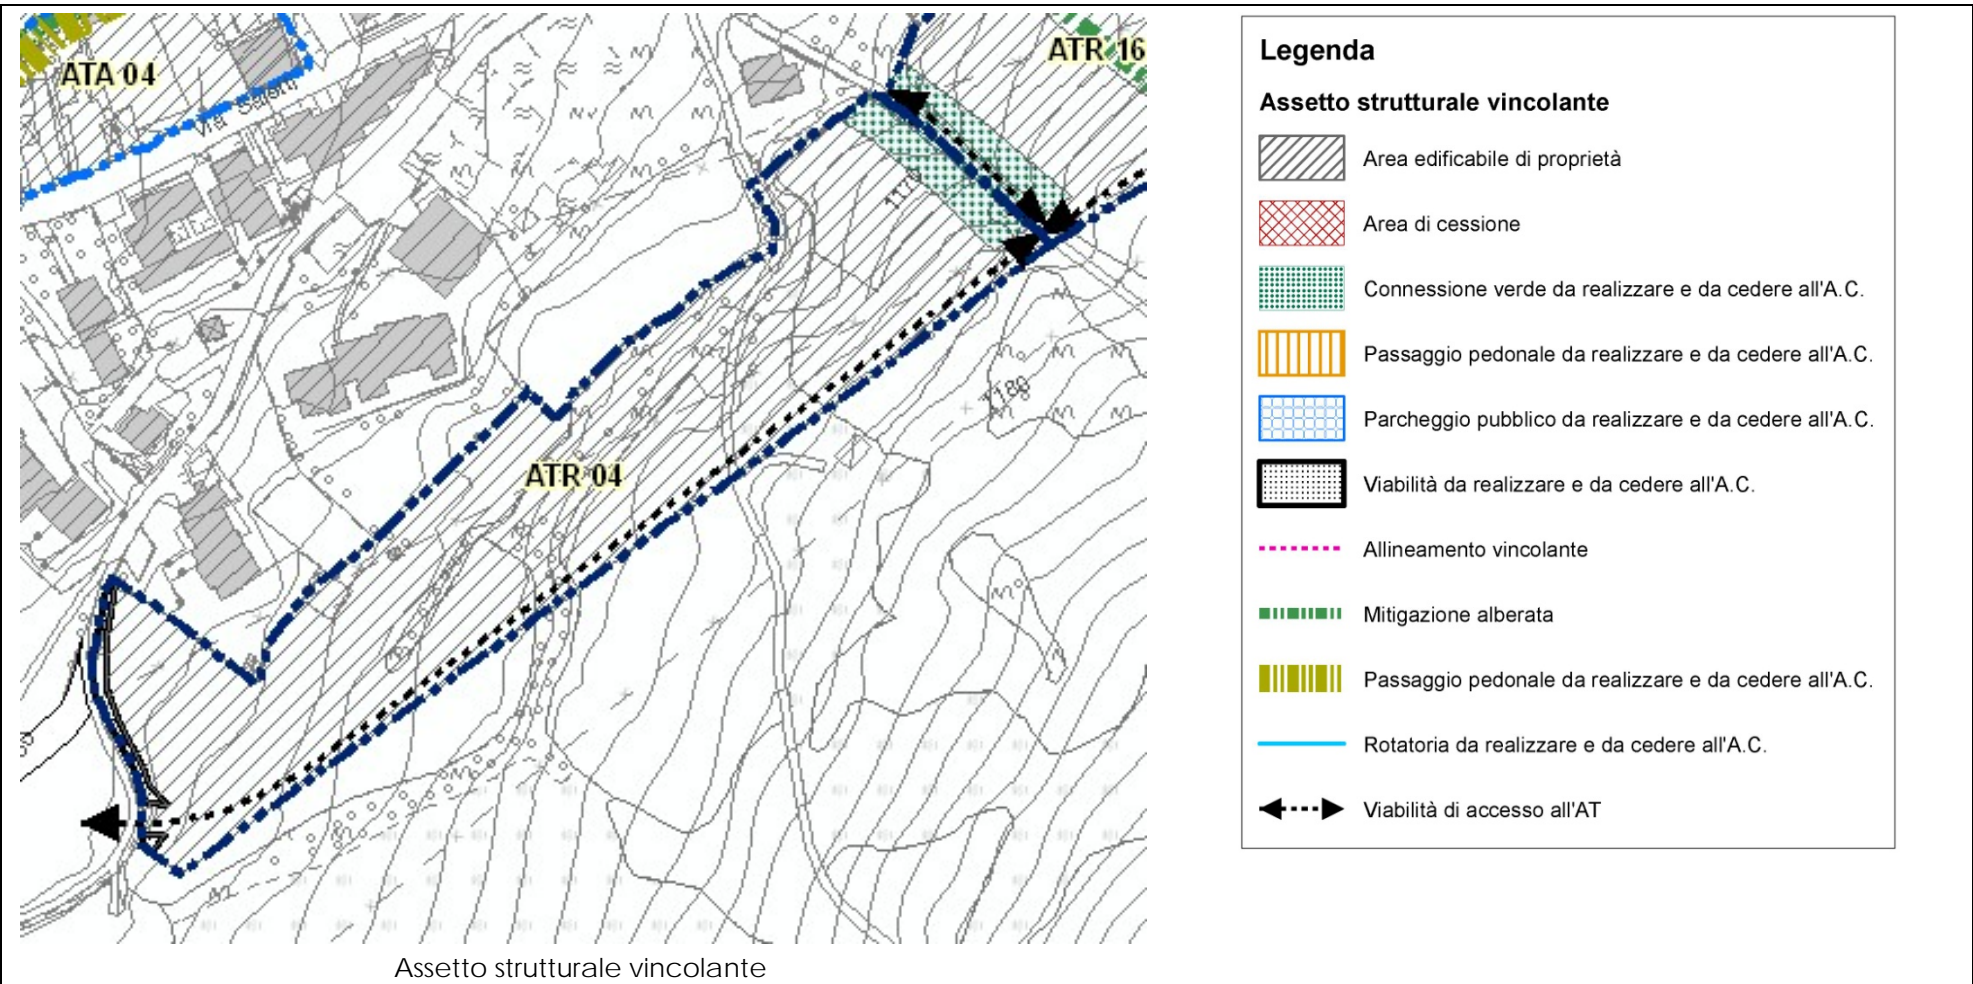 ATA 04
ATR 16
ATR 04
1180
Assetto strutturale vincolante
Legenda
Assetto strutturale vincolante
Area edificabile di proprietà
Area di cessione
Connessione verde da realizzare e da cedere all'A.C.
Passaggio pedonale da realizzare e da cedere all'A.C.
Parcheggio pubblico da realizzare e da cedere all'A.C.
Viabilità da realizzare e da cedere all'A.C.
Allineamento vincolante
Mitigazione alberata
Passaggio pedonale da realizzare e da cedere all'A.C.
Rotatoria da realizzare e da cedere all'A.C.
Viabilità di accesso all'AT